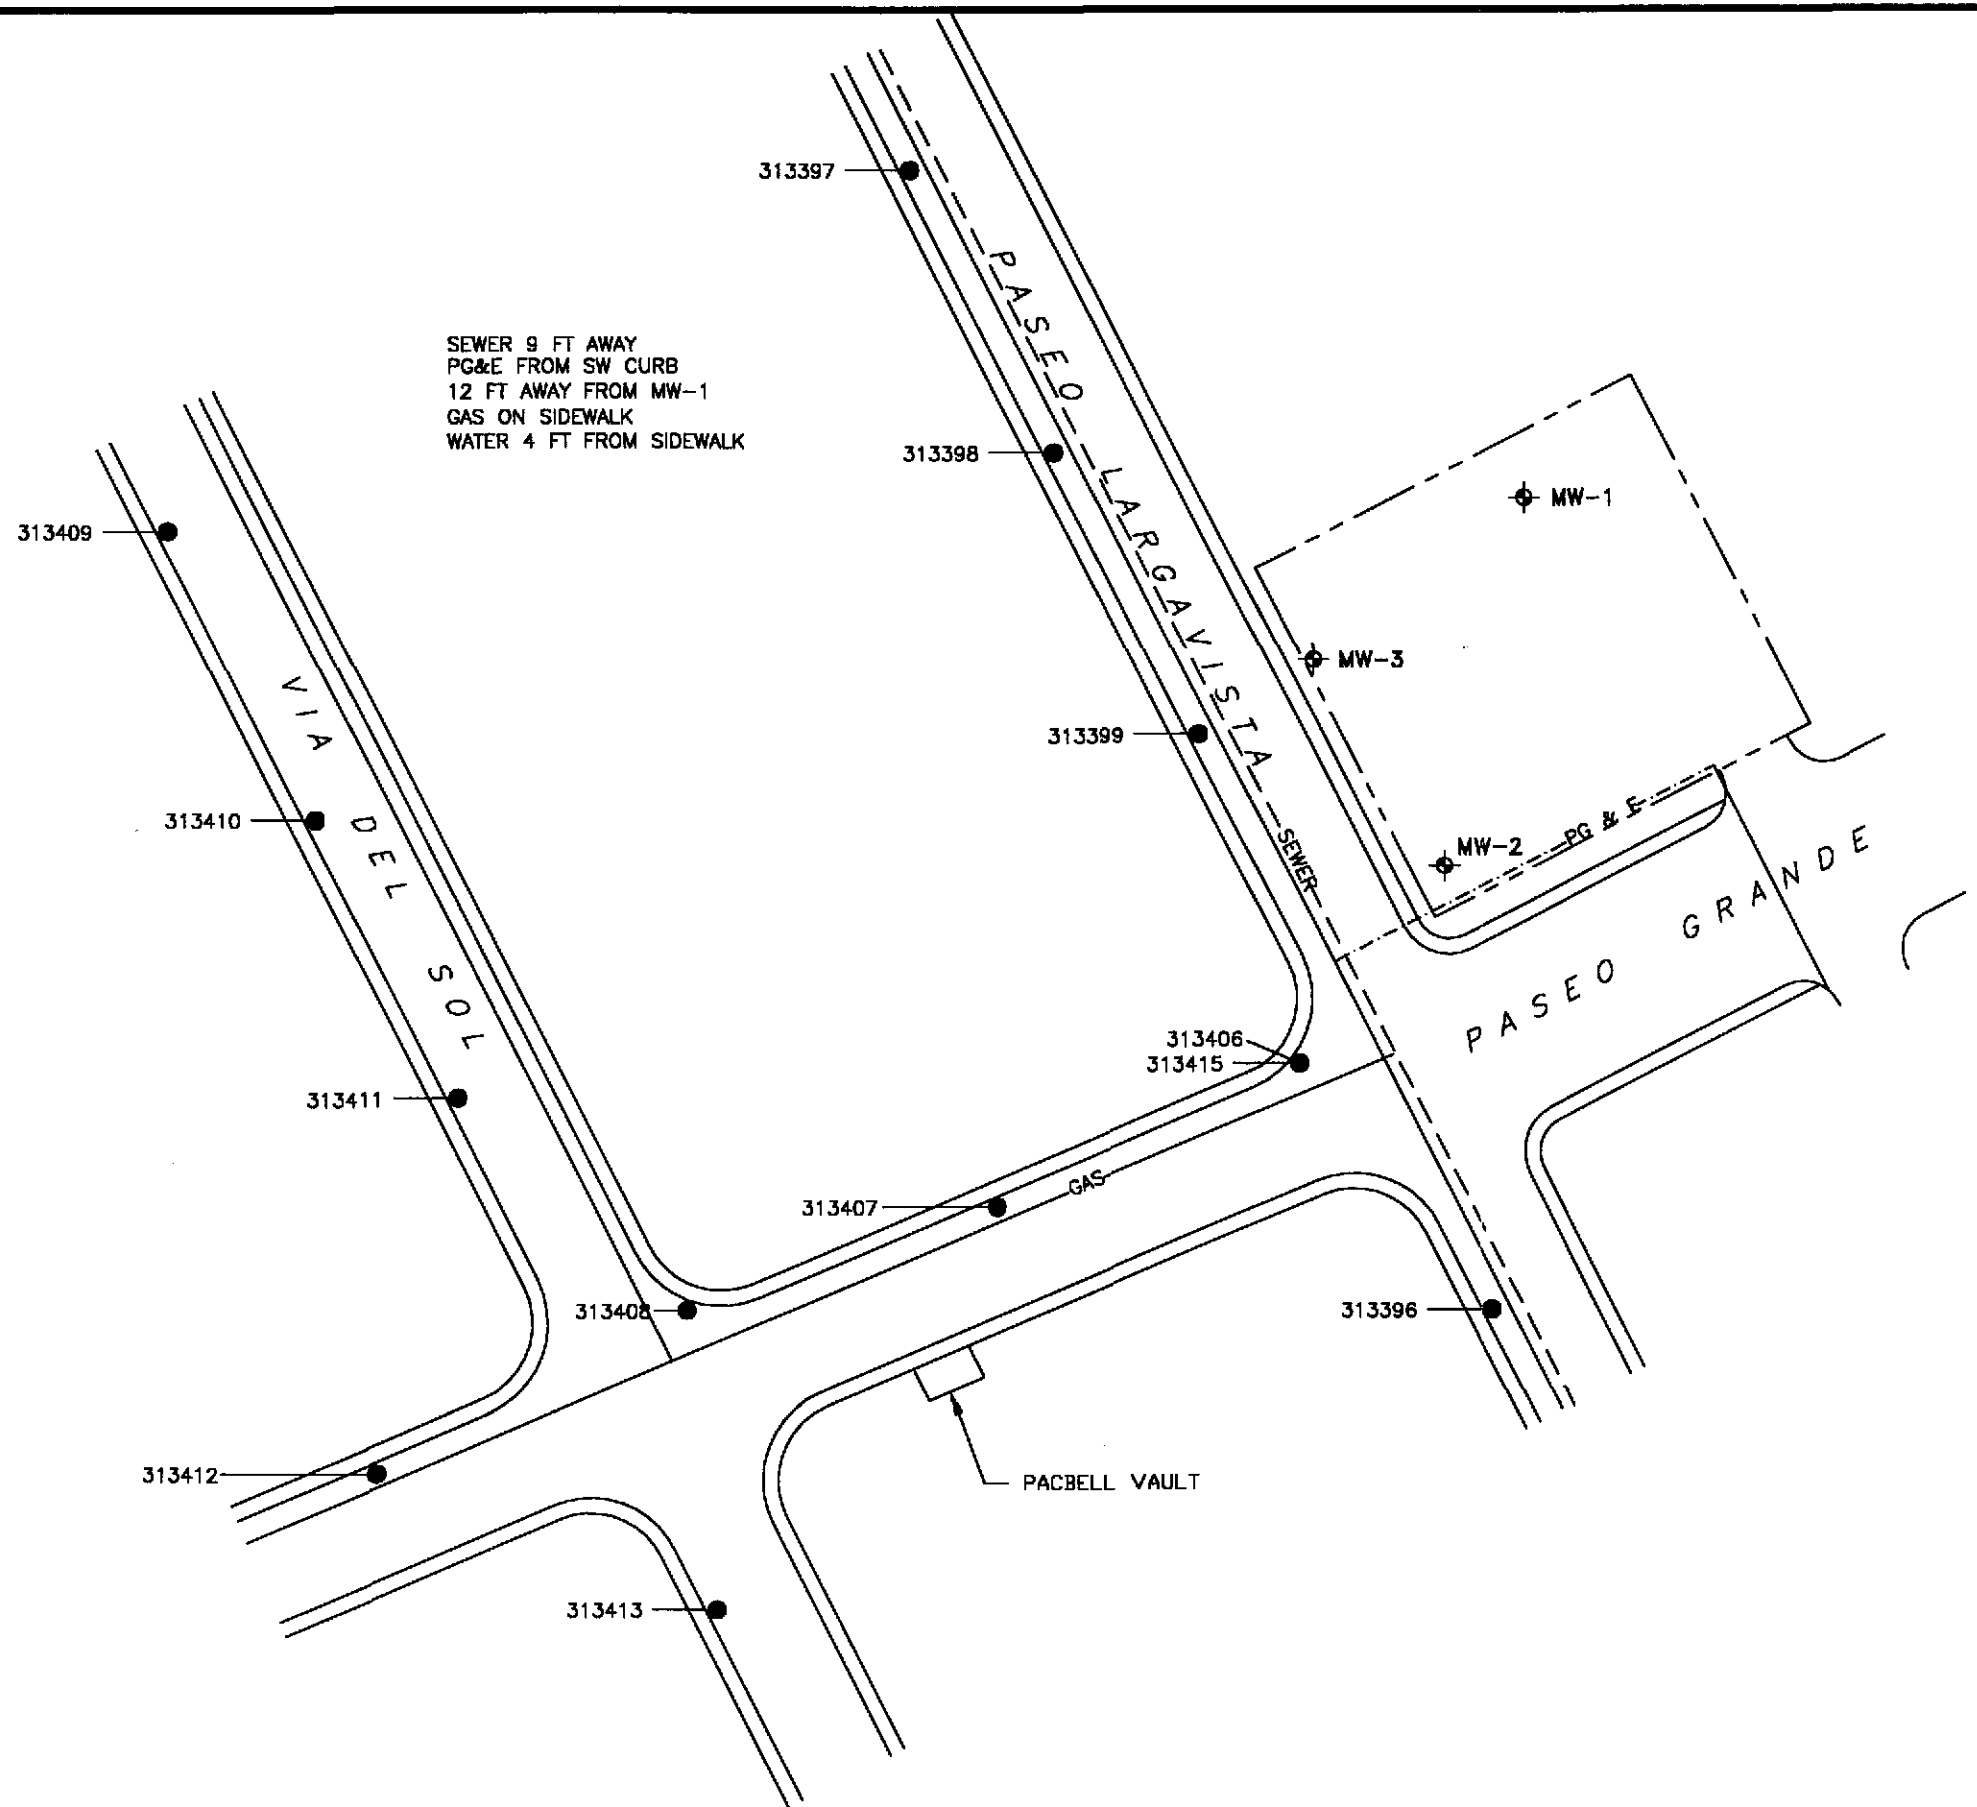 313397
PASEO LARGAVISTA
SEWER 9 FT AWAY
PG&E FROM SW CURB
12 FT AWAY FROM MW-1
GAS ON SIDEWALK
WATER 4 FT FROM SIDEWALK
313398
MW-1
313409
MW-3
VIA DEL SOL
313399
313410
PG & E
MW-2
SEWER
PASEO GRANDE
313406
313415
313411
GAS
313407
313408
313396
313412
PACBELL VAULT
313413